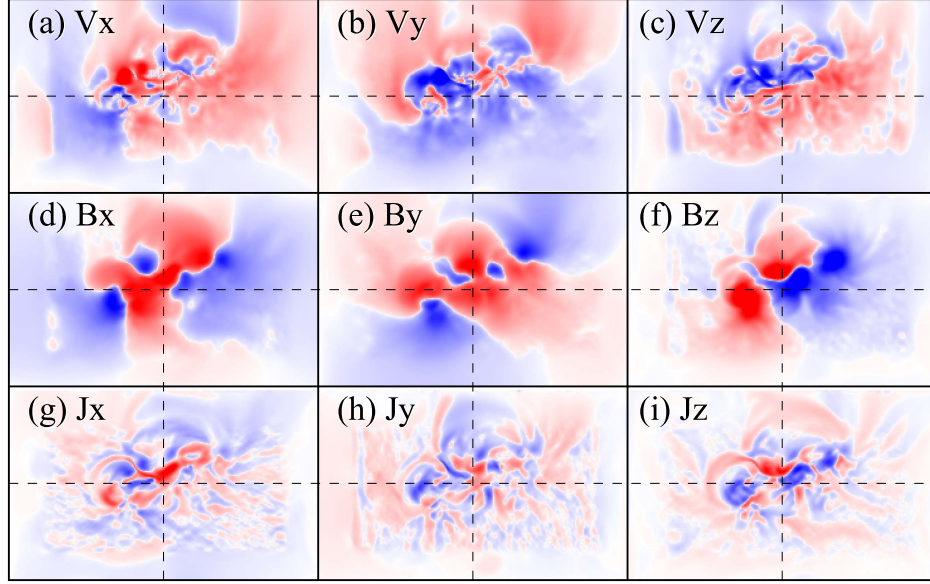 (a) Vx
(b) Vy
(c) Vz
(d) Bx
(e) By
(f) Bz
(g) Jx
(h) Jy
(i) Jz